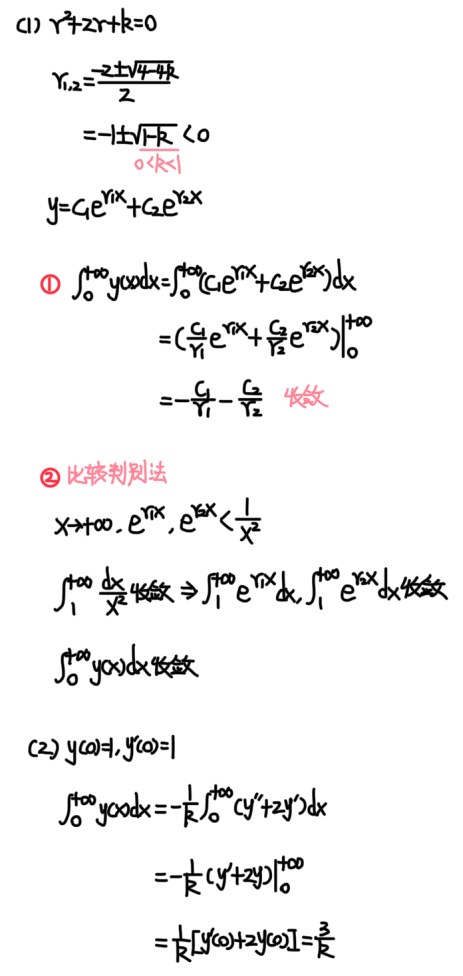 (1) r²+2r+k=0
r₁,₂=(-2±√(4-4k))/2
=-1±√(1-k)<0
0<k<1
y=c₁e^(r₁x)+c₂e^(r₂x)
① ∫₀^(+∞) y(x)dx=∫₀^(+∞)(c₁e^(r₁x)+c₂e^(r₂x))dx
=(c₁/r₁ e^(r₁x)+c₂/r₂ e^(r₂x))|₀^(+∞)
=-c₁/r₁-c₂/r₂ 收敛
② 比较判别法
x→+∞, e^(r₁x), e^(r₂x)<1/x²
∫₁^(+∞) dx/x² 收敛 ⇒ ∫₁^(+∞) e^(r₁x)dx, ∫₁^(+∞) e^(r₂x)dx 收敛
∫₀^(+∞) y(x)dx 收敛
(2) y(0)=1, y'(0)=1
∫₀^(+∞) y(x)dx=-1/k ∫₀^(+∞)(y''+2y')dx
=-1/k (y'+2y)|₀^(+∞)
=1/k [y'(0)+2y(0)]=3/k